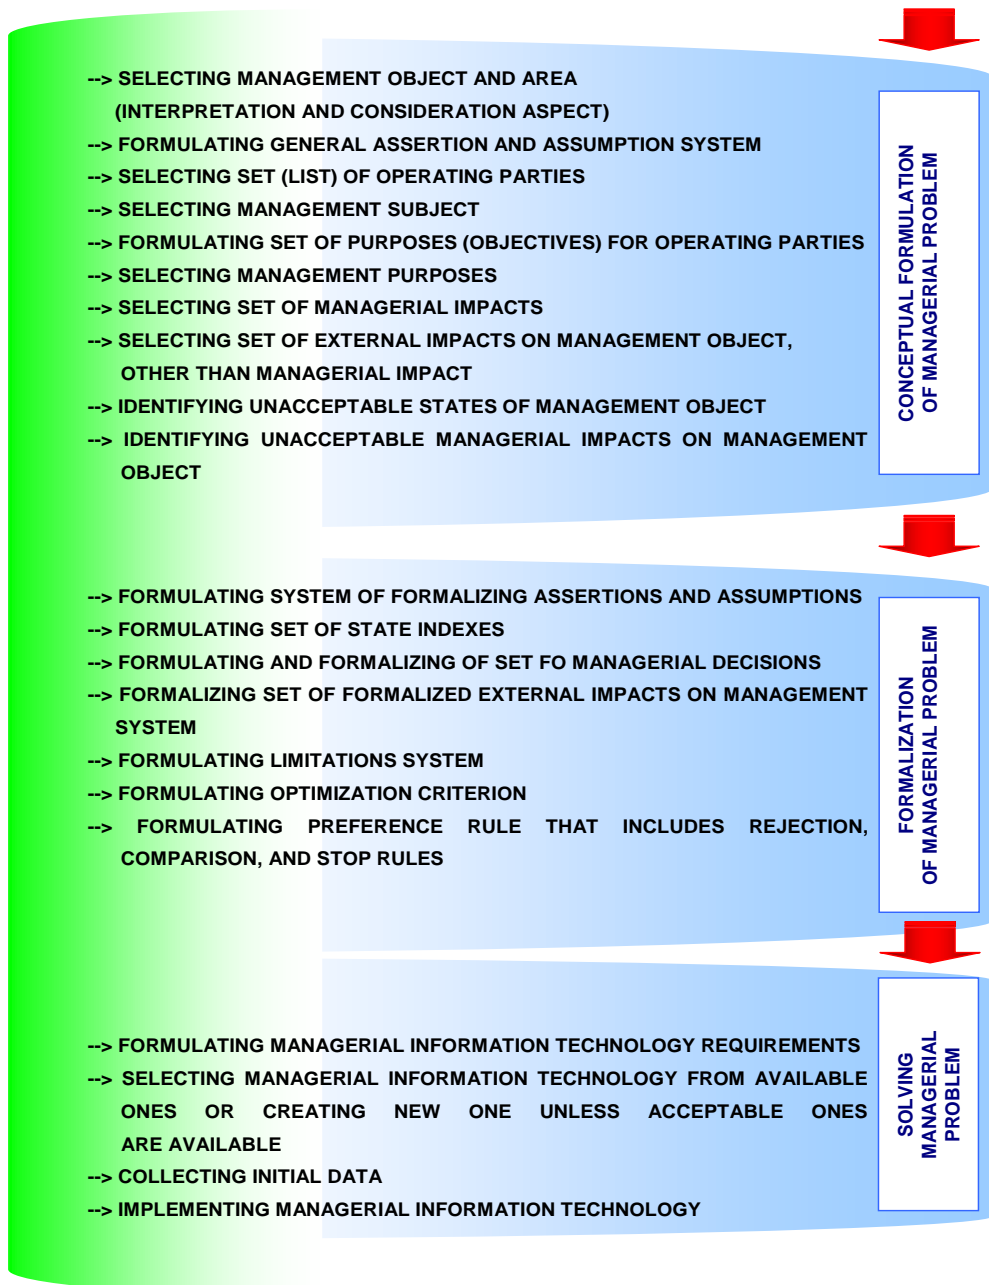 --> SELECTING MANAGEMENT OBJECT AND AREA
(INTERPRETATION AND CONSIDERATION ASPECT)
--> FORMULATING GENERAL ASSERTION AND ASSUMPTION SYSTEM
--> SELECTING SET (LIST) OF OPERATING PARTIES
--> SELECTING MANAGEMENT SUBJECT
--> FORMULATING SET OF PURPOSES (OBJECTIVES) FOR OPERATING PARTIES
--> SELECTING MANAGEMENT PURPOSES
--> SELECTING SET OF MANAGERIAL IMPACTS
--> SELECTING SET OF EXTERNAL IMPACTS ON MANAGEMENT OBJECT,
OTHER THAN MANAGERIAL IMPACT
--> IDENTIFYING UNACCEPTABLE STATES OF MANAGEMENT OBJECT
--> IDENTIFYING UNACCEPTABLE MANAGERIAL IMPACTS ON MANAGEMENT
OBJECT
CONCEPTUAL FORMULATION
OF MANAGERIAL PROBLEM
--> FORMULATING SYSTEM OF FORMALIZING ASSERTIONS AND ASSUMPTIONS
--> FORMULATING SET OF STATE INDEXES
--> FORMULATING AND FORMALIZING OF SET FO MANAGERIAL DECISIONS
--> FORMALIZING SET OF FORMALIZED EXTERNAL IMPACTS ON MANAGEMENT
SYSTEM
--> FORMULATING LIMITATIONS SYSTEM
--> FORMULATING OPTIMIZATION CRITERION
--> FORMULATING PREFERENCE RULE THAT INCLUDES REJECTION,
COMPARISON, AND STOP RULES
FORMALIZATION
OF MANAGERIAL PROBLEM
--> FORMULATING MANAGERIAL INFORMATION TECHNOLOGY REQUIREMENTS
--> SELECTING MANAGERIAL INFORMATION TECHNOLOGY FROM AVAILABLE
ONES OR CREATING NEW ONE UNLESS ACCEPTABLE ONES
ARE AVAILABLE
--> COLLECTING INITIAL DATA
--> IMPLEMENTING MANAGERIAL INFORMATION TECHNOLOGY
SOLVING
MANAGERIAL
PROBLEM